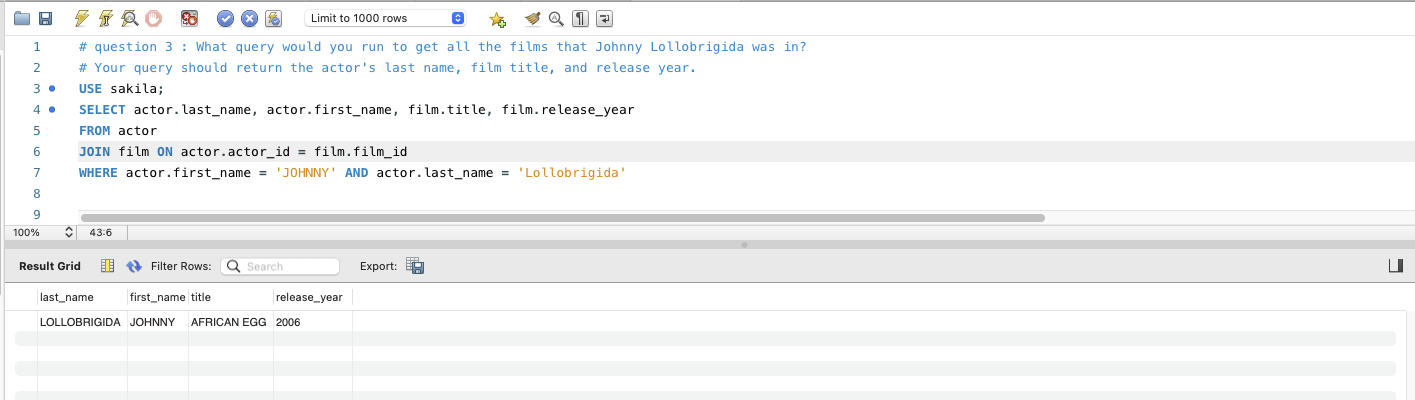 Limit to 1000 rows
1 # question 3 : What query would you run to get all the films that Johnny Lollobrigida was in?
2 # Your query should return the actor's last name, film title, and release year.
3 USE sakila;
4 SELECT actor.last_name, actor.first_name, film.title, film.release_year
5 FROM actor
6 JOIN film ON actor.actor_id = film.film_id
7 WHERE actor.first_name = 'JOHNNY' AND actor.last_name = 'Lollobrigida'
8
9
100% 43:6
Result Grid Filter Rows: Search Export:
last_name first_name title release_year
LOLLOBRIGIDA JOHNNY AFRICAN EGG 2006